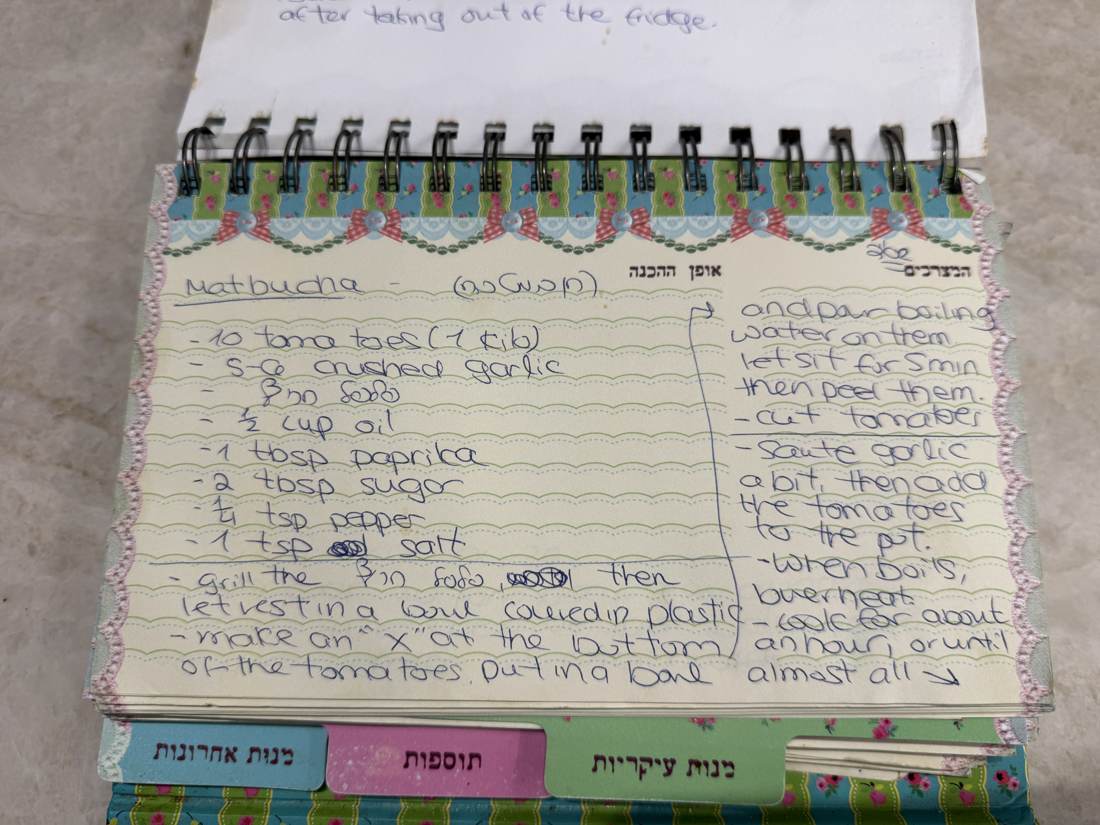 after taking out of the fridge.
אופן ההכנה
המצרכים
Matbucha - (מטבוחה)
- 10 tomatoes (1 kilo)
- 5-6 crushed garlic
- פלפל חריף
- 1/2 cup oil
- 1 tbsp paprika
- 2 tbsp sugar
- 1/4 tsp pepper
- 1 tsp salt
- grill the פלפל חריף, then
let rest in a bowl covered in plastic
- make an "x" at the bottom
of the tomatoes. put in a bowl
and pour boiling
water on them
let sit for 5 min
then peel them.
- cut tomatoes
- saute garlic
a bit, then add
the tomatoes
to the pot.
- when boils,
lower heat.
- cook for about
an hour, or until
almost all ↘
מנות אחרונות
תוספות
מנות עיקריות